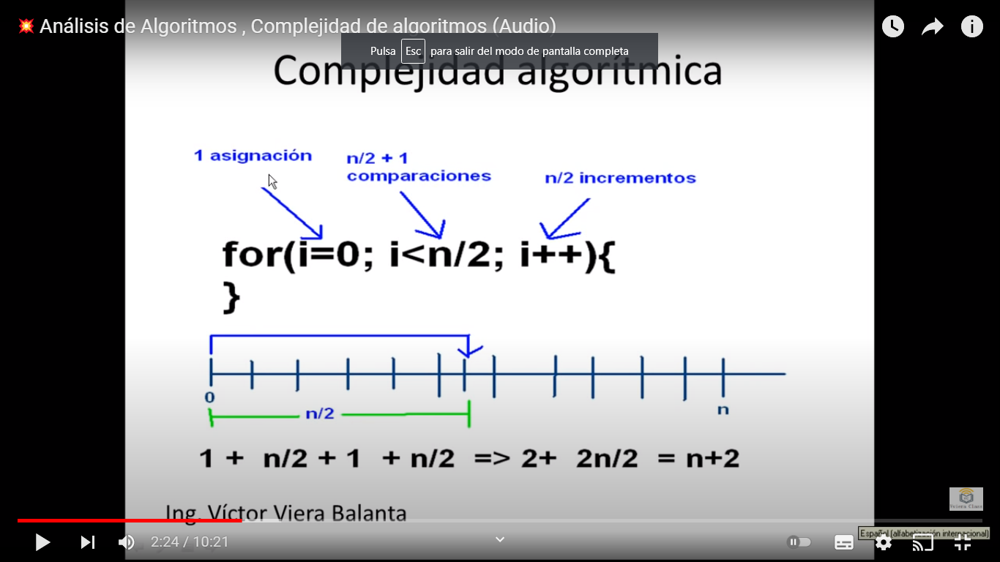 💥 Análisis de Algoritmos , Complejidad de algoritmos (Audio)
Pulsa Esc para salir del modo de pantalla completa
Complejidad algorítmica
1 asignación
n/2 + 1
comparaciones
n/2 incrementos
for(i=0; i<n/2; i++){
}
0
n/2
n
1 + n/2 + 1 + n/2 => 2+ 2n/2 = n+2
Ing. Víctor Viera Balanta
Vviera Class
2:24 / 10:21
Español (alfabetización internacional)